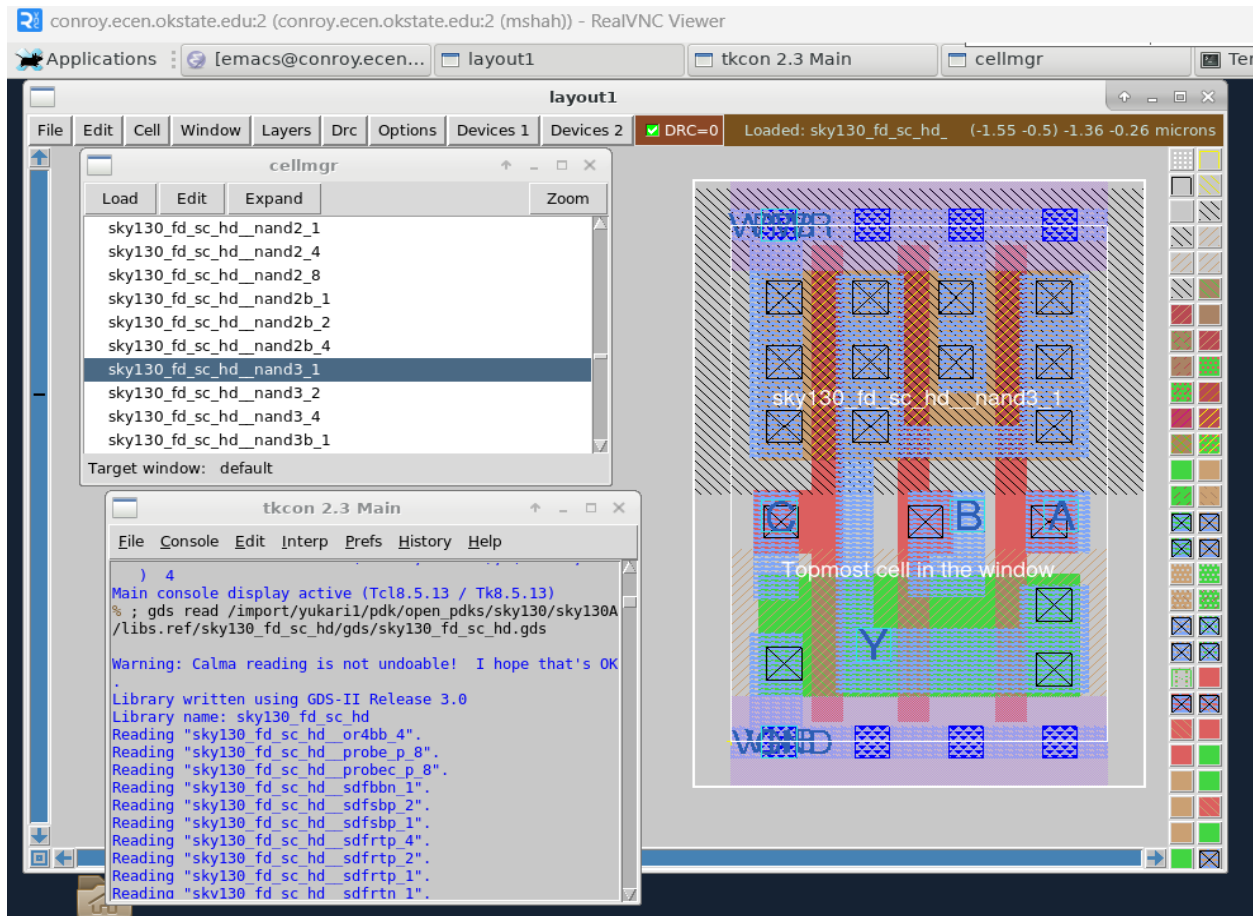 conroy.ecen.okstate.edu:2 (conroy.ecen.okstate.edu:2 (mshah)) - RealVNC Viewer
Applications [emacs@conroy.ecen... layout1 tkcon 2.3 Main cellmgr Ter
layout1
File Edit Cell Window Layers Drc Options Devices 1 Devices 2 DRC=0 Loaded: sky130_fd_sc_hd_ (-1.55 -0.5) -1.36 -0.26 microns
cellmgr
Load Edit Expand Zoom
sky130_fd_sc_hd__nand2_1
sky130_fd_sc_hd__nand2_4
sky130_fd_sc_hd__nand2_8
sky130_fd_sc_hd__nand2b_1
sky130_fd_sc_hd__nand2b_2
sky130_fd_sc_hd__nand2b_4
sky130_fd_sc_hd__nand3_1
sky130_fd_sc_hd__nand3_2
sky130_fd_sc_hd__nand3_4
sky130_fd_sc_hd__nand3b_1
Target window: default
tkcon 2.3 Main
File Console Edit Interp Prefs History Help
) 4
Main console display active (Tcl8.5.13 / Tk8.5.13)
% ; gds read /import/yukari1/pdk/open_pdks/sky130/sky130A
/libs.ref/sky130_fd_sc_hd/gds/sky130_fd_sc_hd.gds
Warning: Calma reading is not undoable! I hope that's OK
.
Library written using GDS-II Release 3.0
Library name: sky130_fd_sc_hd
Reading "sky130_fd_sc_hd__or4bb_4".
Reading "sky130_fd_sc_hd__probe_p_8".
Reading "sky130_fd_sc_hd__probec_p_8".
Reading "sky130_fd_sc_hd__sdfbbn_1".
Reading "sky130_fd_sc_hd__sdfsbp_2".
Reading "sky130_fd_sc_hd__sdfsbp_1".
Reading "sky130_fd_sc_hd__sdfrtp_4".
Reading "sky130_fd_sc_hd__sdfrtp_2".
Reading "sky130_fd_sc_hd__sdfrtp_1".
Reading "sky130_fd_sc_hd__sdfrtn_1".
sky130_fd_sc_hd__nand3_1
C B A
Topmost cell in the window
Y